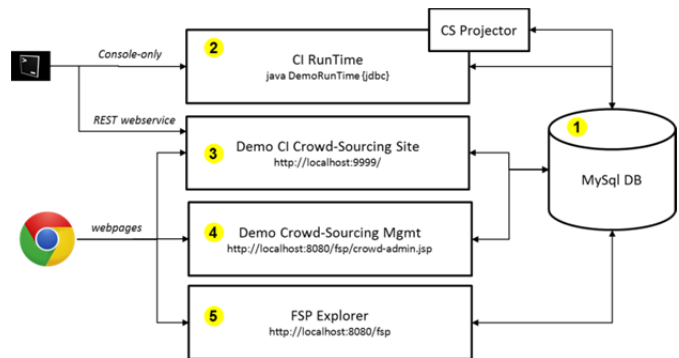 CS Projector
Console-only
2
CI RunTime
java DemoRunTime {jdbc}
REST webservice
1
3
Demo CI Crowd-Sourcing Site
http://localhost:9999/
MySql DB
webpages
4
Demo Crowd-Sourcing Mgmt
http://localhost:8080/fsp/crowd-admin.jsp
5
FSP Explorer
http://localhost:8080/fsp